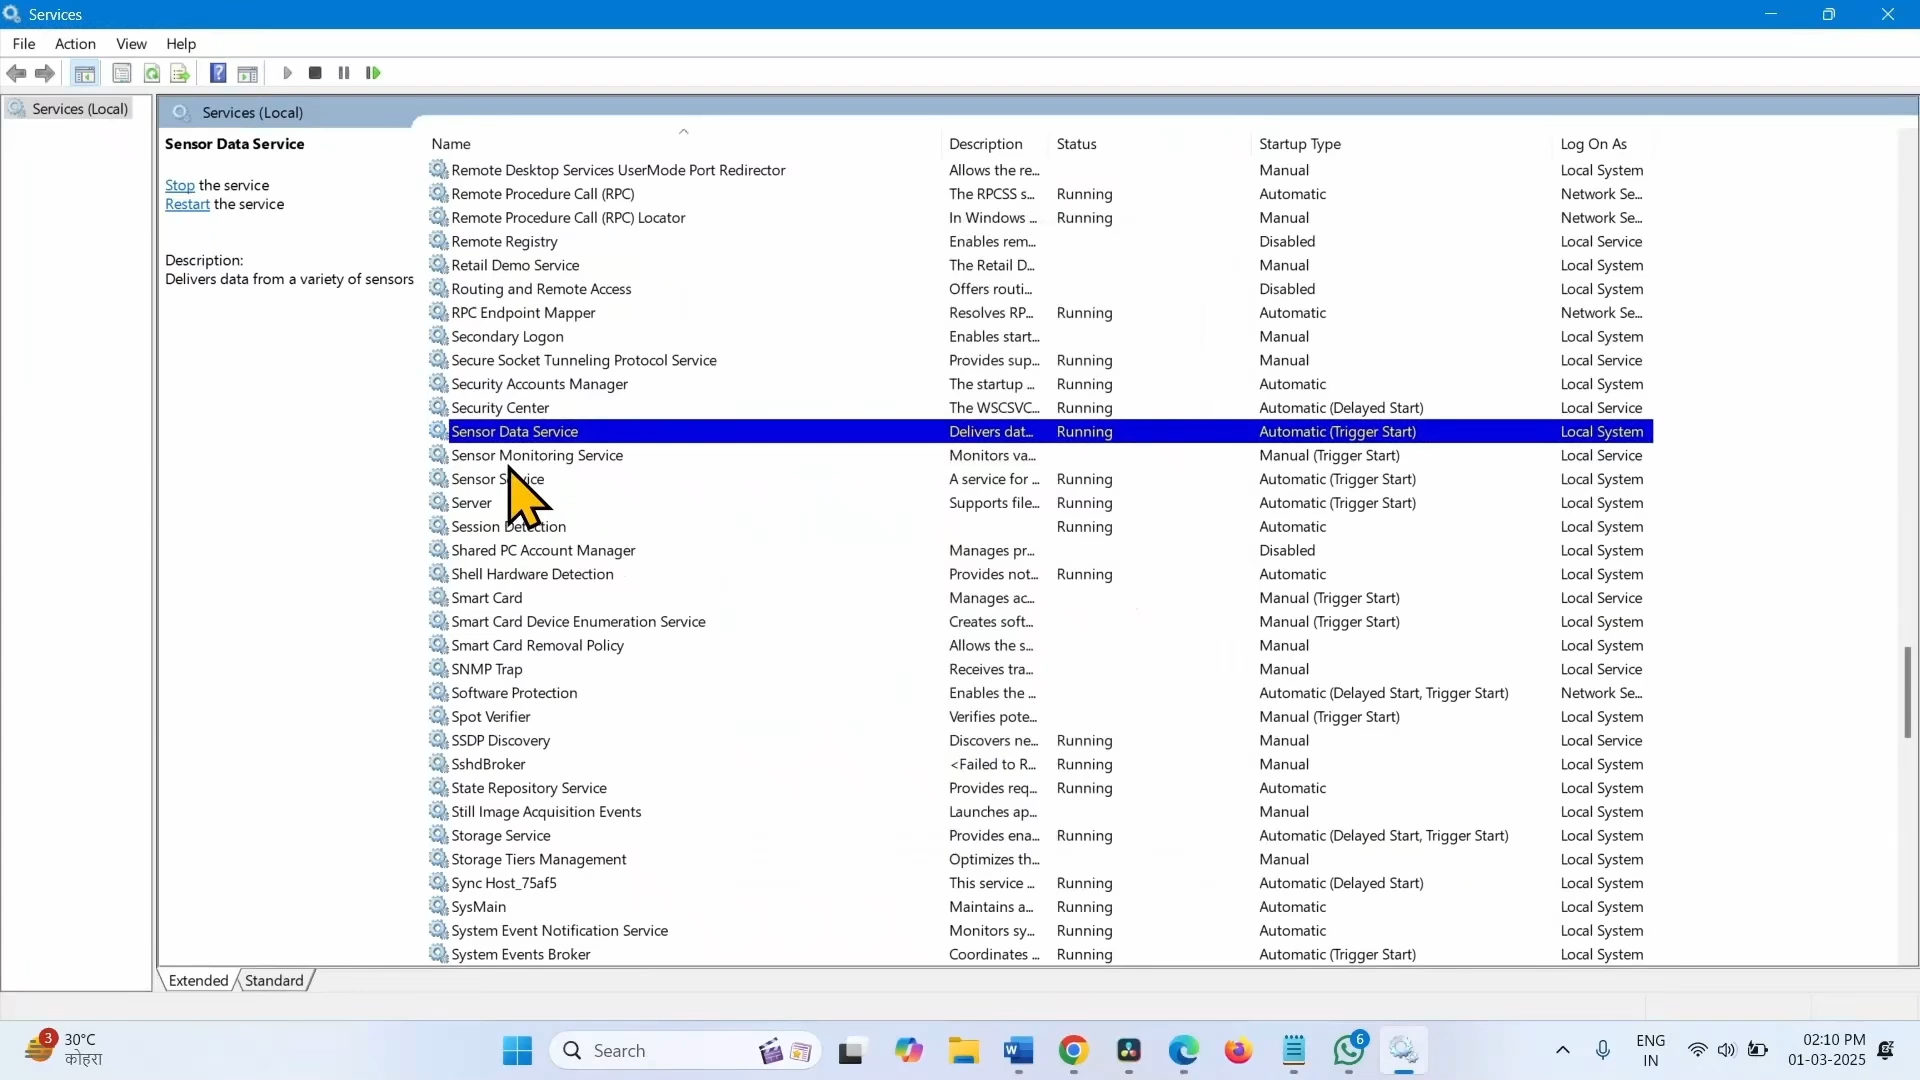 Services
File Action View Help
Services (Local)
Services (Local)
Sensor Data Service
Stop the service
Restart the service
Description:
Delivers data from a variety of sensors
Name Description Status Startup Type Log On As
Remote Desktop Services UserMode Port Redirector Allows the re... Manual Local System
Remote Procedure Call (RPC) The RPCSS s... Running Automatic Network Se...
Remote Procedure Call (RPC) Locator In Windows ... Running Manual Network Se...
Remote Registry Enables rem... Disabled Local Service
Retail Demo Service The Retail D... Manual Local System
Routing and Remote Access Offers routi... Disabled Local System
RPC Endpoint Mapper Resolves RP... Running Automatic Network Se...
Secondary Logon Enables start... Manual Local System
Secure Socket Tunneling Protocol Service Provides sup... Running Manual Local Service
Security Accounts Manager The startup ... Running Automatic Local System
Security Center The WSCSVC... Running Automatic (Delayed Start) Local Service
Sensor Data Service Delivers dat... Running Automatic (Trigger Start) Local System
Sensor Monitoring Service Monitors va... Manual (Trigger Start) Local Service
Sensor Service A service for ... Running Automatic (Trigger Start) Local System
Server Supports file... Running Automatic (Trigger Start) Local System
Session Detection Running Automatic Local System
Shared PC Account Manager Manages pr... Disabled Local System
Shell Hardware Detection Provides not... Running Automatic Local System
Smart Card Manages ac... Manual (Trigger Start) Local Service
Smart Card Device Enumeration Service Creates soft... Manual (Trigger Start) Local System
Smart Card Removal Policy Allows the s... Manual Local System
SNMP Trap Receives tra... Manual Local Service
Software Protection Enables the ... Automatic (Delayed Start, Trigger Start) Network Se...
Spot Verifier Verifies pote... Manual (Trigger Start) Local System
SSDP Discovery Discovers ne... Running Manual Local Service
SshdBroker <Failed to R... Running Manual Local System
State Repository Service Provides req... Running Automatic Local System
Still Image Acquisition Events Launches ap... Manual Local System
Storage Service Provides ena... Running Automatic (Delayed Start, Trigger Start) Local System
Storage Tiers Management Optimizes th... Manual Local System
Sync Host_75af5 This service ... Running Automatic (Delayed Start) Local System
SysMain Maintains a... Running Automatic Local System
System Event Notification Service Monitors sy... Running Automatic Local System
System Events Broker Coordinates ... Running Automatic (Trigger Start) Local System
Extended Standard
3 30°C
कोहरा
Search
6
ENG
IN
02:10 PM
01-03-2025